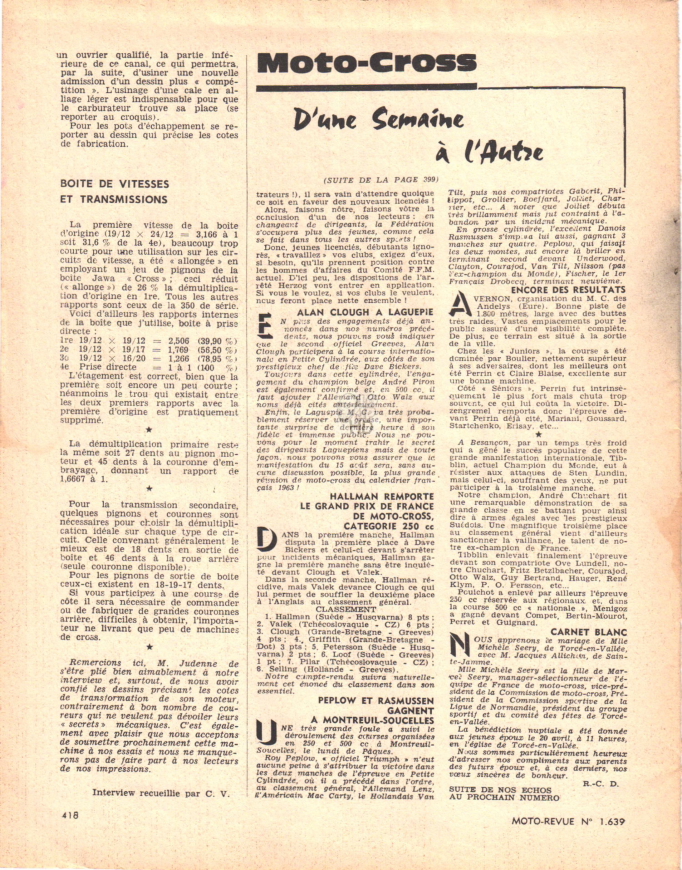 un ouvrier qualifié, la partie infé-
rieure de ce canal, ce qui permettra,
par la suite, d'usiner une nouvelle
admission d'un dessin plus « compé-
tition ». L'usinage d'une cale en al-
liage léger est indispensable pour que
le carburateur trouve sa place (se
reporter au croquis).
Pour les pots d'échappement se re-
porter au dessin qui précise les cotes
de fabrication.
BOITE DE VITESSES
ET TRANSMISSIONS
La première vitesse de la boite
d'origine (19/12 × 24/12 = 3,166 à 1
soit 31,6 % de la 4e), beaucoup trop
courte pour une utilisation sur les cir-
cuits de vitesse, a été « allongée » en
employant un jeu de pignons de la
boite Jawa « Cross » ; ceci réduit
(« allonge ») de 26 % la démultiplica-
tion d'origine en 1re. Tous les autres
rapports sont ceux de la 350 de série.
Voici d'ailleurs les rapports internes
de la boite que j'utilise, boite à prise
directe :
1re 19/12 × 19/12 = 2,506 (39,90 %)
2e 19/12 × 19/17 = 1,769 (56,50 %)
3e 19/12 × 16/20 = 1,266 (78,95 %)
4e Prise directe = 1 à 1 (100 %)
L'étagement est correct, bien que la
première soit encore un peu courte ;
néanmoins le trou qui existait entre
les deux premiers rapports avec la
première d'origine est pratiquement
supprimé.
★
La démultiplication primaire reste
la même soit 27 dents au pignon mo-
teur et 45 dents à la couronne d'em-
brayage, donnant un rapport de
1,6667 à 1.
★
Pour la transmission secondaire,
quelques pignons et couronnes sont
nécessaires pour choisir la démultipli-
cation idéale sur chaque type de cir-
cuit. Celle convenant généralement le
mieux est de 18 dents en sortie de
boite et 46 dents à la roue arrière
(seule couronne disponible).
Pour les pignons de sortie de boite
ceux-ci existent en 18-19-17 dents.
Si vous participez à une course de
côte il sera nécessaire de commander
ou de fabriquer de grandes couronnes
arrière, difficiles à obtenir, l'importa-
teur ne livrant que peu de machines
de cross.
★
Remercions ici, M. Judenne de
s'être plié bien aimablement à notre
interview et, surtout, de nous avoir
confié les dessins précisant les cotes
de transformation de son moteur,
contrairement à bon nombre de cou-
reurs qui ne veulent pas dévoiler leurs
« secrets » mécaniques. C'est égale-
ment avec plaisir que nous acceptons
de soumettre prochainement cette ma-
chine à nos essais et nous ne manque-
rons pas de faire part à nos lecteurs
de nos impressions.
Interview recueillie par C. V.
418
Moto-Cross
D'une Semaine
à l'Autre
(SUITE DE LA PAGE 399)
trateurs !), il sera vain d'attendre quoique
ce soit en faveur des nouveaux licenciés !
Alors, faisons nôtre, faisons vôtre la
conclusion d'un de nos lecteurs : en
changeant de dirigeants, la Fédération
s'occupera plus des jeunes, comme cela
se fait dans tous les autres sports !
Donc, jeunes licenciés, débutants igno-
rés, « travaillez » vos clubs, exigez d'eux,
si besoin, qu'ils prennent position contre
les hommes d'affaires du Comité F.F.M.
actuel. D'ici peu, les dispositions de l'ar-
rêté Herzog vont entrer en application.
Si vous le voulez, si vos clubs le veulent,
nous feront place nette ensemble !
ALAN CLOUGH A LAGUEPIE
EN plus des engagements déjà an-
noncés dans nos numéros précé-
dents, nous pouvons vous indiquer
que le second officiel Greeves, Alan
Clough participera à la course internatio-
nale en Petite Cylindrée, aux côtés de son
prestigieux chef de file Dave Bickers.
Toujours dans cette cylindrée, l'enga-
gement du champion belge André Piron
est également confirmé et, en 500 cc, il
faut ajouter l'Allemand Otto Walz aux
noms déjà cités antérieurement.
Enfin, le Laguepis M. va très proba-
blement réserver une, impor-
tante surprise de dernière heure à son
fidèle et immense public. Nous ne pou-
vons pour le moment trahir le secret
des dirigeants Laguepiens mais de toute
façon, nous pouvons vous assurer que la
manifestation du 15 août sera, sans au-
cune discussion possible, la plus grande
réunion de moto-cross du calendrier fran-
çais 1963 !
HALLMAN REMPORTE
LE GRAND PRIX DE FRANCE
DE MOTO-CROSS,
CATEGORIE 250 cc
DANS la première manche, Hallman
disputa la première place à Dave
Bickers et celui-ci devant s'arrêter
pour incidents mécaniques, Hallman ga-
gne la première manche sans être inquié-
té devant Clough et Valek.
Dans la seconde manche, Hallman ré-
cidive, mais Valek devance Clough ce qui
lui permet de souffler la deuxième place
à l'Anglais au classement général.
CLASSEMENT
1. Hallman (Suède - Husqvarna) 8 pts ;
2. Valek (Tchécoslovaquie - CZ) 6 pts ;
3. Clough (Grande-Bretagne - Greeves)
4 pts ; 4., Griffith (Grande-Bretagne -
Dot) 3 pts ; 5. Petersson (Suède - Husq-
varna) 2 pts ; 6. Loof (Suède - Greeves)
1 pt ; 7. Pilar (Tchécoslovaquie - CZ) ;
8. Selling (Hollande - Greeves).
Notre compte-rendu suivra naturelle-
ment cet énoncé du classement dans son
essentiel.
PEPLOW ET RASMUSSEN
GAGNENT
A MONTREUIL-SOUCELLES
UNE très grande foule a suivi le
déroulement des courses organisées
en 250 et 500 cc à Montreuil-
Soucelles, le lundi de Pâques.
Roy Peplow, « officiel Triumph » n'eut
aucune peine à s'attribuer la victoire dans
les deux manches de l'épreuve en Petite
Cylindrée, où il a précédé dans l'ordre,
au classement général, l'Allemand Lenz,
l'Américain Mac Carty, le Hollandais Van
Tilt, puis nos compatriotes Gaborit, Phi-
lippot, Grollier, Boeffard, Jolliet, Char-
rier, etc... A noter que Jolliet débuta
très brillamment mais fut contraint à l'a-
bandon par un incident mécanique.
En grosse cylindrée, l'excellent Danois
Rasmussen s'imposa lui aussi, gagnant 3
manches sur quatre. Peplow, qui faisait
les deux montes, eut encore là briller en
terminant second devant Underwood,
Clayton, Courajod, Van Tilt, Nilsson (pas
l'ex-champion du Monde), Fischer, le 1er
Français Drobecq, terminant neuvième.
ENCORE DES RESULTATS
A VERNON, organisation du M. C. des
Andelys (Eure). Bonne piste de
1.800 mètres, large avec des buttes
très raides. Vastes empacements pour le
public assuré d'une visibilité complète.
De plus, ce terrain est situé à la sortie
de la ville.
Chez les « Juniors », la course a été
dominée par Boulier, nettement supérieur
à ses adversaires, dont les meilleurs ont
été Perrin et Claire Blaise, excellente sur
une bonne machine.
Côté « Séniors », Perrin fut intrinsé-
quement le plus fort mais chuta trop
souvent, ce qui lui coûta la victoire. Di-
zengremel remporta donc l'épreuve de-
vant Perrin déjà cité, Mariani, Goussard,
Starichenko, Erisay, etc...
★
A Besançon, par un temps très froid
qui a gêné le succès populaire de cette
grande manifestation internationale, Tib-
blin, actuel Champion du Monde, eut à
résister aux attaques de Sten Lundin,
mais celui-ci, souffrant des yeux, ne put
participer à la troisième manche.
Notre champion, André Chuchart fit
une remarquable démonstration de sa
grande classe en se battant pour ainsi
dire à armes égales avec les prestigieux
Suédois. Une magnifique troisième place
au classement général vient d'ailleurs
sanctionner la vaillance, le talent de no-
tre ex-champion de France.
Tibblin enlevait finalement l'épreuve
devant son compatriote Ove Lundell, no-
tre Chuchart, Fritz Betzlbacher, Courajod,
Otto Walz, Guy Bertrand, Hauger, René
Klym, P. O. Persson, etc...
Pouichot a enlevé par ailleurs l'épreuve
250 cc réservée aux régionaux et, dans
la course 500 cc « nationale », Menigoz
a gagné devant Compet, Bertin-Mourot,
Perret et Guignard.
CARNET BLANC
NOUS apprenons le mariage de Mlle
Michèle Seery, de Torcé-en-Vallée,
avec M. Jacques Allichon, de Sain-
te-Jamme.
Mlle Michèle Seery est la fille de Mar-
cel Seery, manager-sélectionneur de l'é-
quipe de France de moto-cross, vice-pré-
sident de la Commission de moto-cross, Pré-
sident de la Commission sportive de la
Ligue de Normandie, président du groupe
sportif et du comité des fêtes de Torcé-
en-Vallée.
La bénédiction nuptiale a été donnée
aux jeunes époux le 20 avril, à 11 heures,
en l'église de Torcé-en-Vallée.
Nous sommes particulièrement heureux
d'adresser nos compliments aux parents
des futurs époux et, à ces derniers, nos
vœux sincères de bonheur.
R.-C. D.
SUITE DE NOS ECHOS
AU PROCHAIN NUMERO
MOTO-REVUE N° 1.639